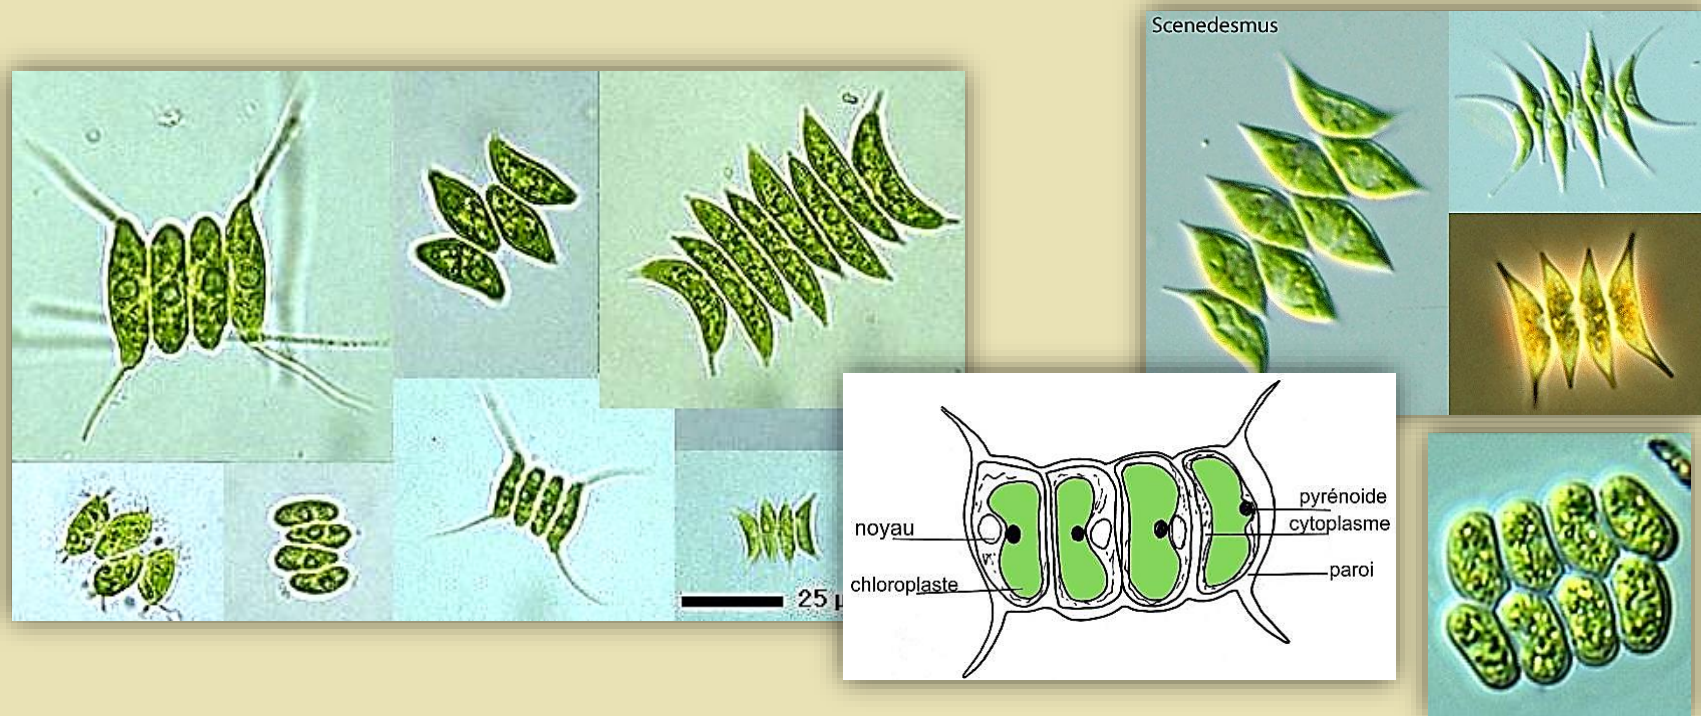 Scenedesmus
25 µ
noyau
chloroplaste
pyrénoide
cytoplasme
paroi